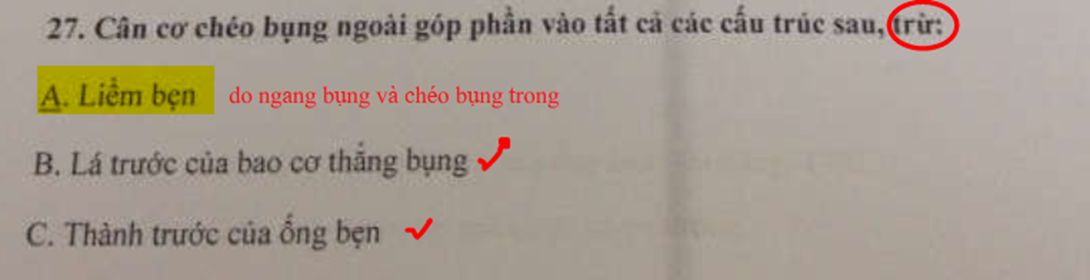 27. Cân cơ chéo bụng ngoài góp phần vào tất cả các cấu trúc sau, trừ:
A. Liềm bẹn do ngang bụng và chéo bụng trong
B. Lá trước của bao cơ thẳng bụng
C. Thành trước của ống bẹn